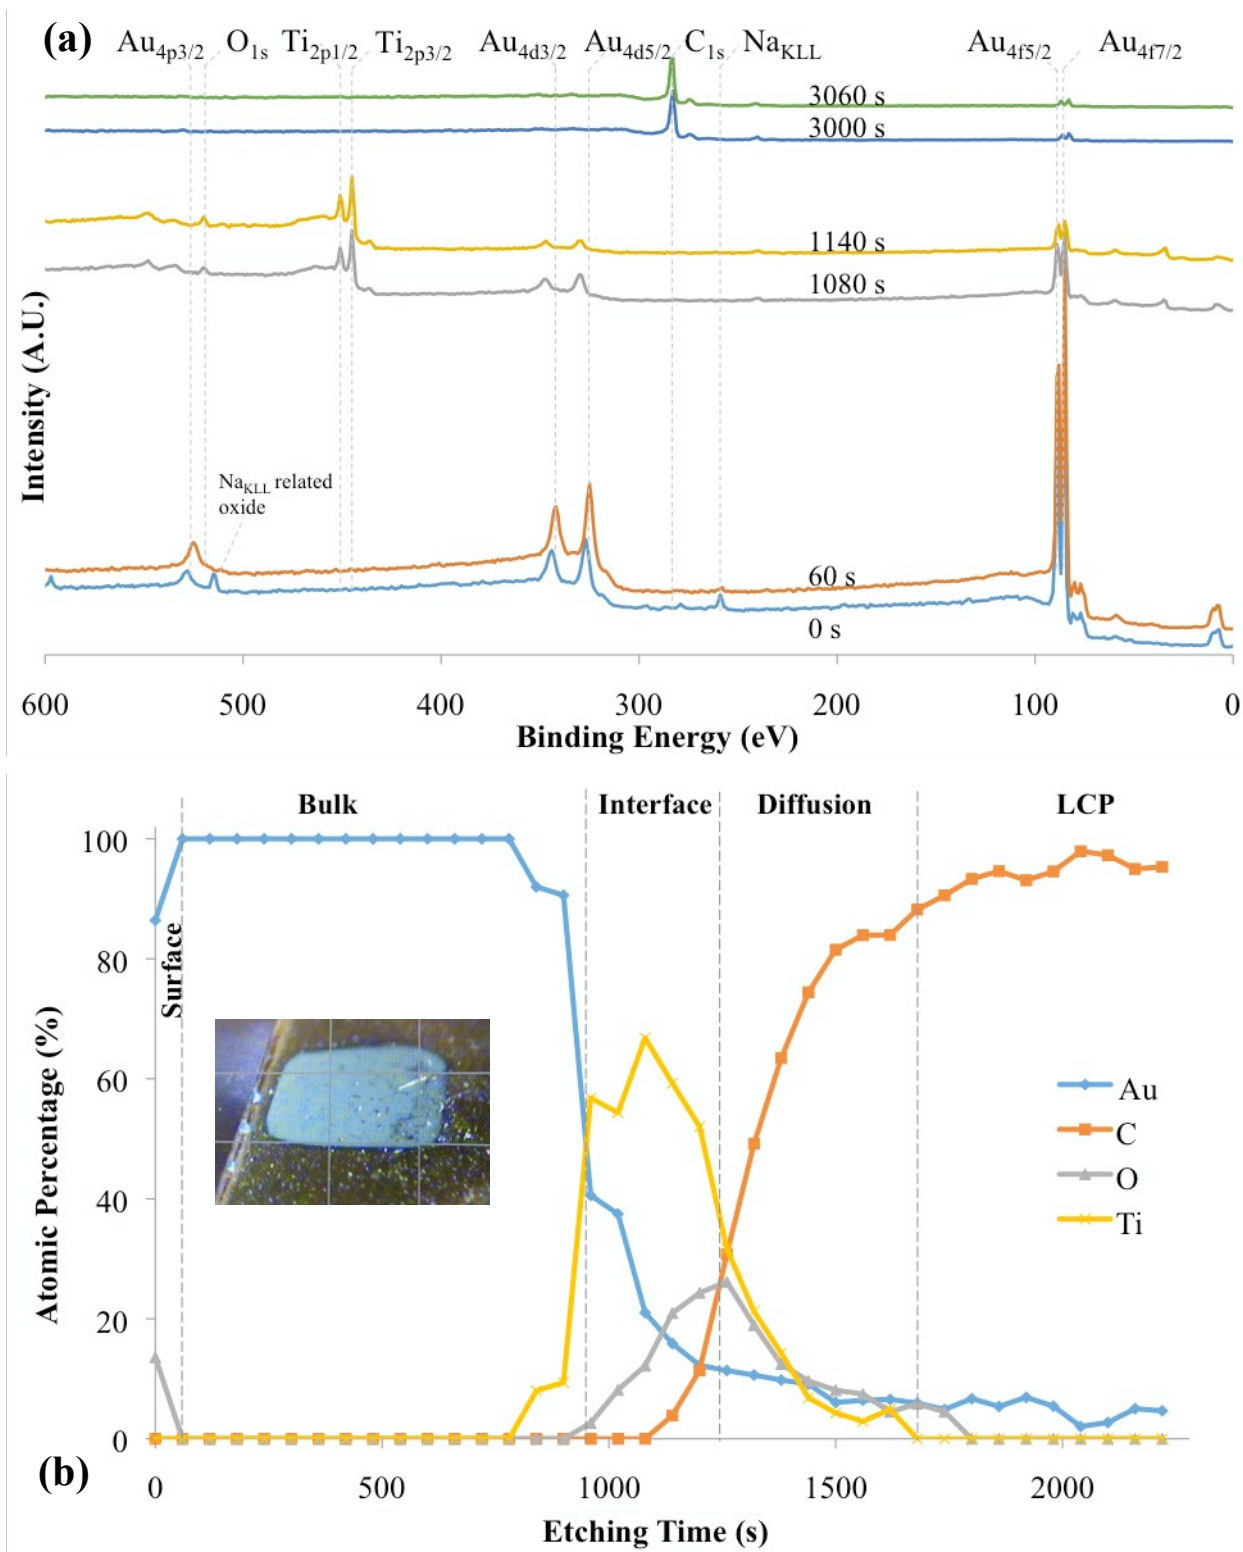 (a)
Au4p3/2 O1s Ti2p1/2 Ti2p3/2 Au4d3/2 Au4d5/2 C1s NaKLL Au4f5/2 Au4f7/2
3060 s
3000 s
1140 s
1080 s
NaKLL related
oxide
60 s
0 s
Intensity (A.U.)
600 500 400 300 200 100 0
Binding Energy (eV)
Bulk Interface Diffusion LCP
Surface
100
80
60
40
20
0
Atomic Percentage (%)
Au
C
O
Ti
(b)
0 500 1000 1500 2000
Etching Time (s)